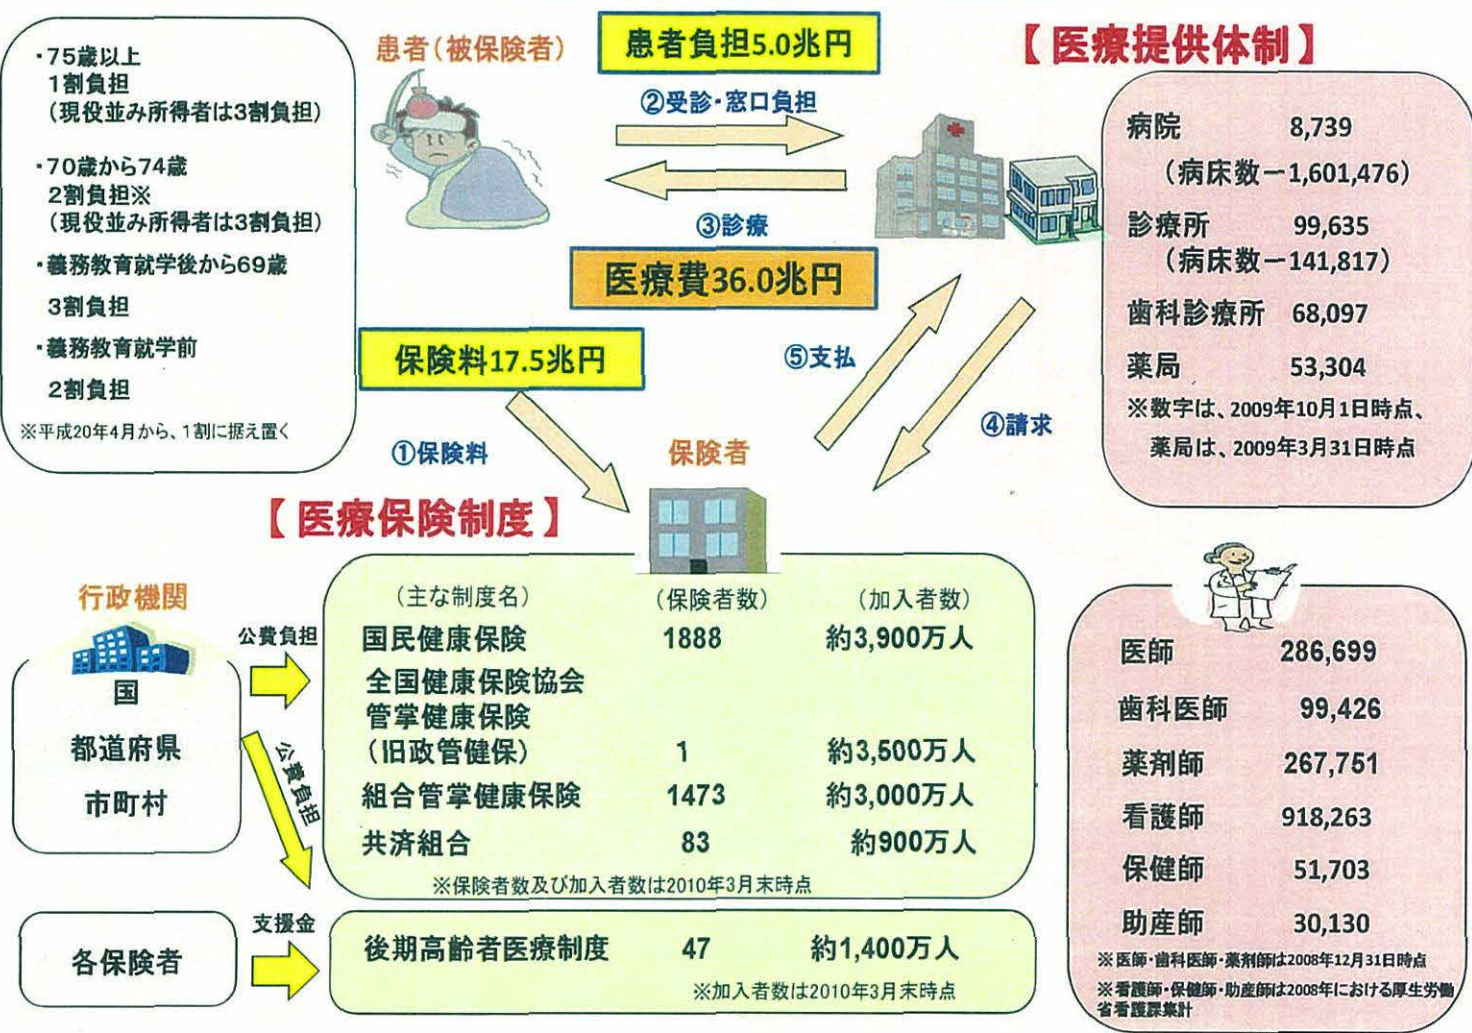 ・75歳以上
1割負担
（現役並み所得者は3割負担）
・70歳から74歳
2割負担※
（現役並み所得者は3割負担）
・義務教育就学後から69歳
3割負担
・義務教育就学前
2割負担
※平成20年4月から、1割に据え置く
患者（被保険者）
患者負担5.0兆円
②受診・窓口負担
③診療
医療費36.0兆円
保険料17.5兆円
①保険料
⑤支払
④請求
保険者
【医療提供体制】
病院 8,739
（病床数－1,601,476）
診療所 99,635
（病床数－141,817）
歯科診療所 68,097
薬局 53,304
※数字は、2009年10月1日時点、
薬局は、2009年3月31日時点
【医療保険制度】
行政機関
国
都道府県
市町村
公費負担
公費負担
（主な制度名） （保険者数） （加入者数）
国民健康保険 1888 約3,900万人
全国健康保険協会
管掌健康保険
（旧政管健保） 1 約3,500万人
組合管掌健康保険 1473 約3,000万人
共済組合 83 約900万人
※保険者数及び加入者数は2010年3月末時点
各保険者
支援金
後期高齢者医療制度 47 約1,400万人
※加入者数は2010年3月末時点
医師 286,699
歯科医師 99,426
薬剤師 267,751
看護師 918,263
保健師 51,703
助産師 30,130
※医師・歯科医師・薬剤師は2008年12月31日時点
※看護師・保健師・助産師は2008年における厚生労働
省看護課集計